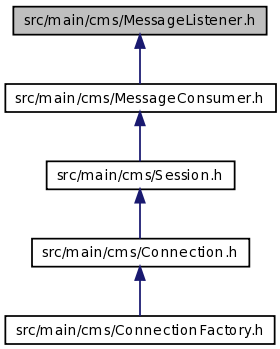 src/main/cms/MessageListener.h
src/main/cms/MessageConsumer.h
src/main/cms/Session.h
src/main/cms/Connection.h
src/main/cms/ConnectionFactory.h